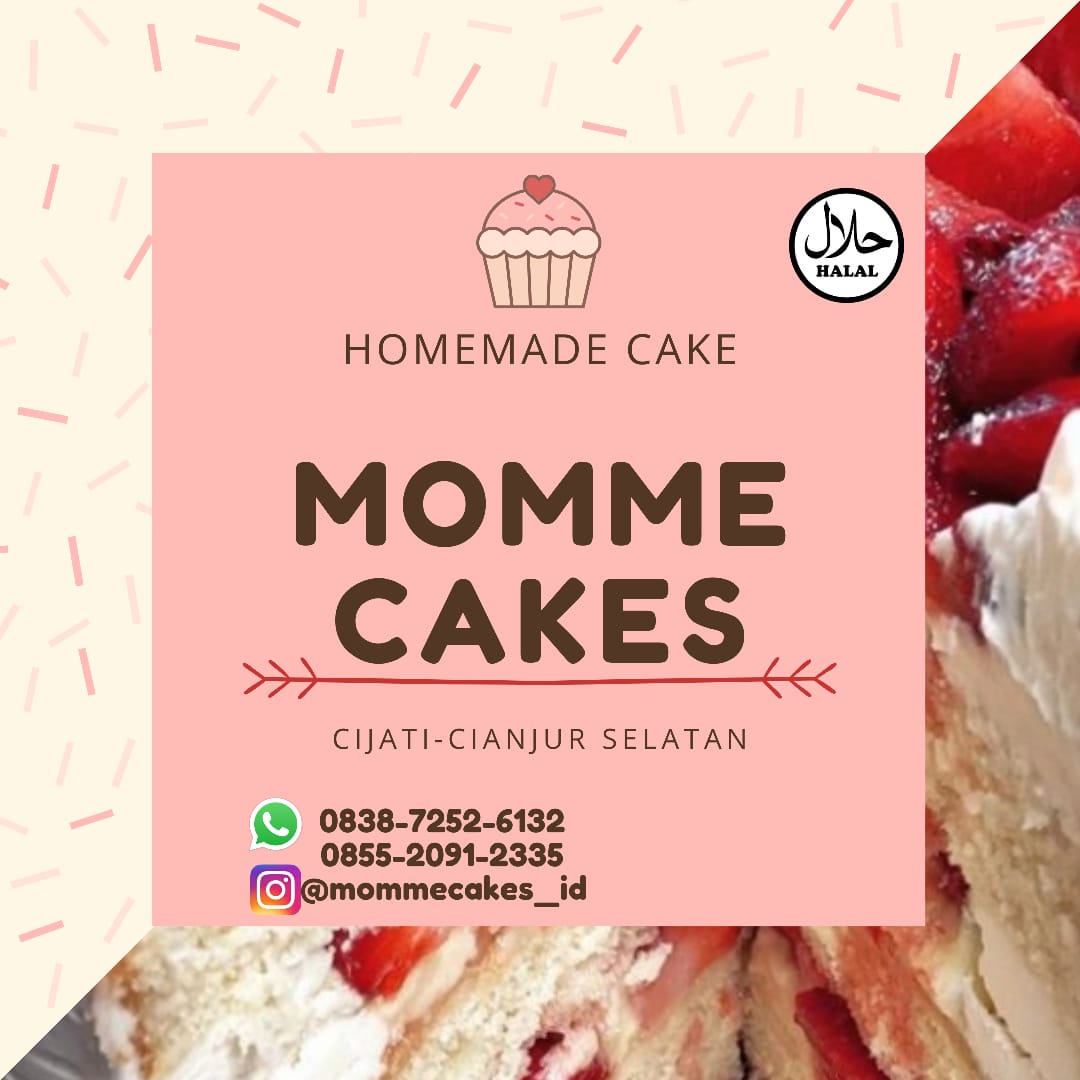 حلال
HALAL
HOMEMADE CAKE
MOMME
CAKES
CIJATI-CIANJUR SELATAN
0838-7252-6132
0855-2091-2335
@mommecakes_id